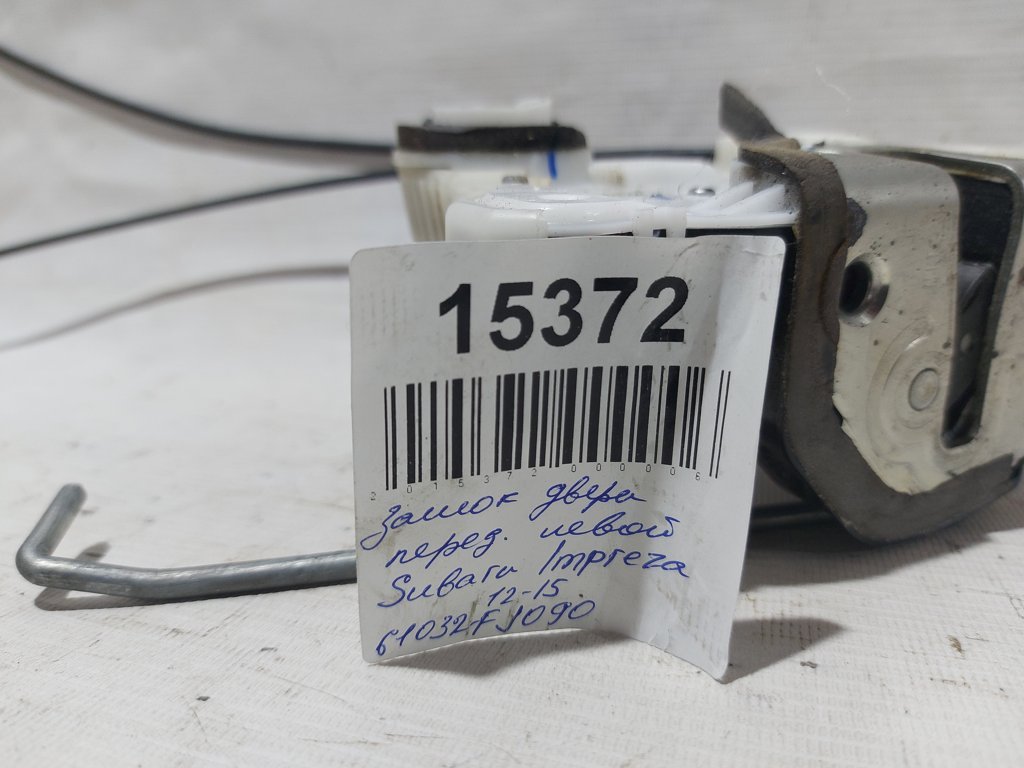 15372
2015372000006
Замок двери
перед. левой
Subaru Impreza
12-15.
61032FJ090